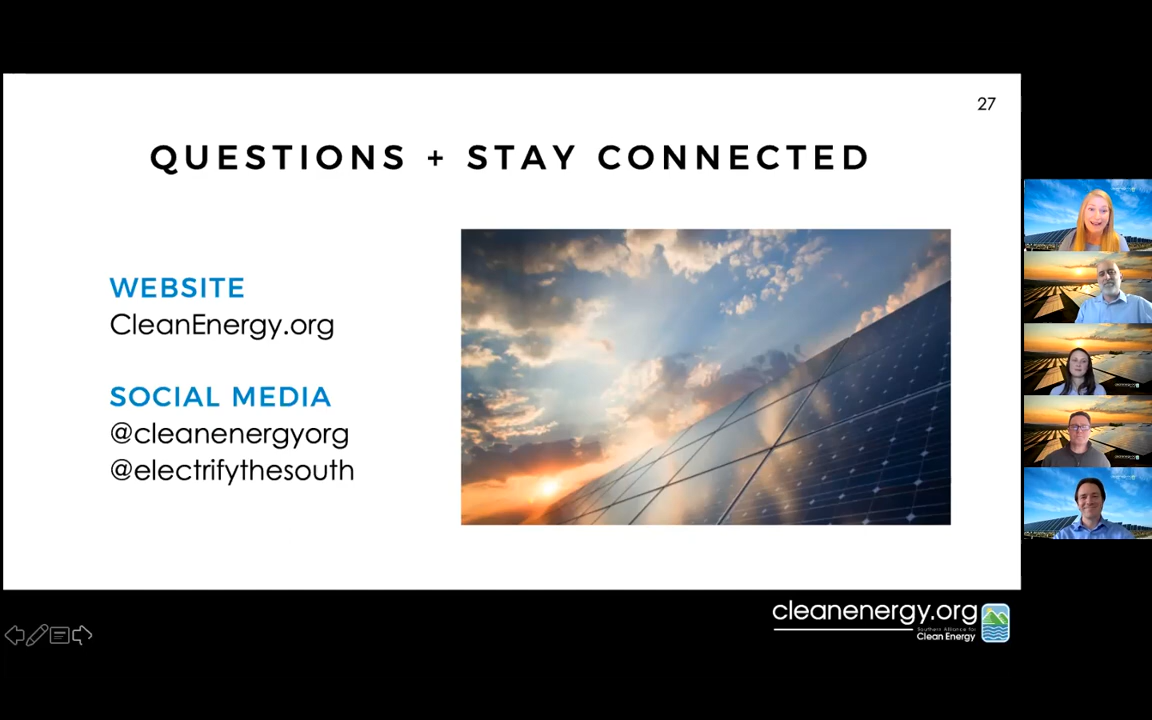 27
QUESTIONS + STAY CONNECTED
WEBSITE
CleanEnergy.org
SOCIAL MEDIA
@cleanenergyorg
@electrifythesouth
cleanenergy.org
Southern Alliance for
Clean Energy